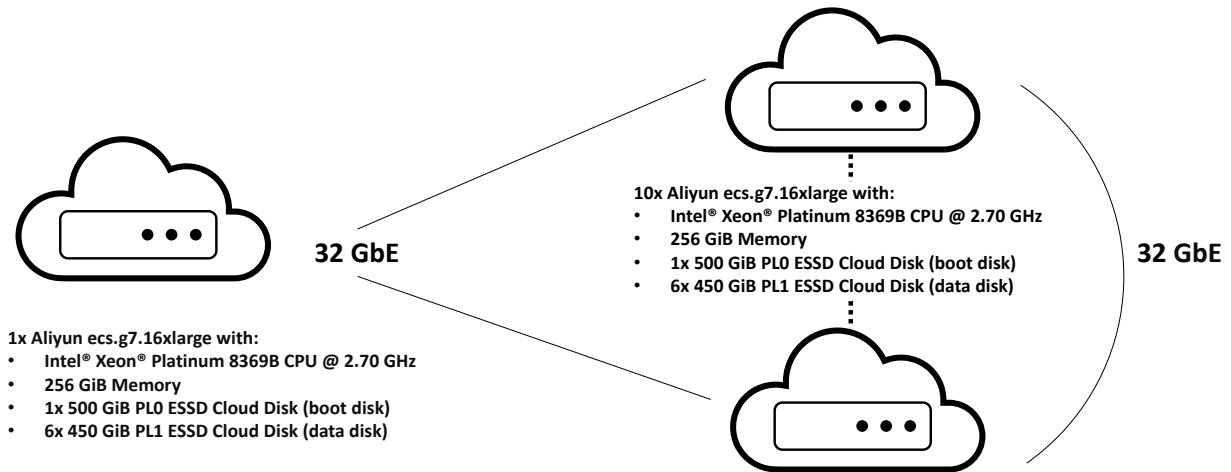 10x Aliyun ecs.g7.16xlarge with:
• Intel® Xeon® Platinum 8369B CPU @ 2.70 GHz
• 256 GiB Memory
• 1x 500 GiB PL0 ESSD Cloud Disk (boot disk)
• 6x 450 GiB PL1 ESSD Cloud Disk (data disk)
32 GbE
32 GbE
1x Aliyun ecs.g7.16xlarge with:
• Intel® Xeon® Platinum 8369B CPU @ 2.70 GHz
• 256 GiB Memory
• 1x 500 GiB PL0 ESSD Cloud Disk (boot disk)
• 6x 450 GiB PL1 ESSD Cloud Disk (data disk)